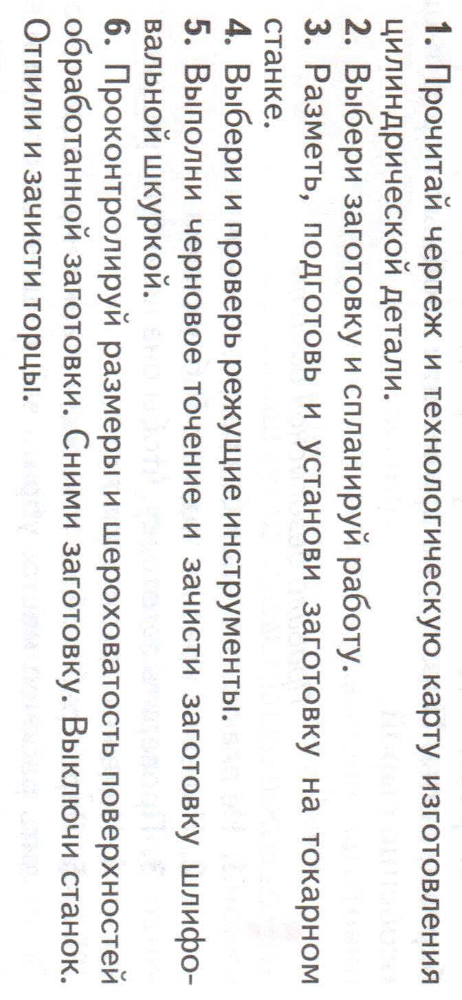 1. Прочитай чертеж и технологическую карту изготовления
цилиндрической детали.
2. Выбери заготовку и спланируй работу.
3. Разметь, подготовь и установи заготовку на токарном
станке.
4. Выбери и проверь режущие инструменты.
5. Выполни черновое точение и зачисти заготовку шлифо-
вальной шкуркой.
6. Проконтролируй размеры и шероховатость поверхностей
обработанной заготовки. Сними заготовку. Выключи станок.
Отпили и зачисти торцы.